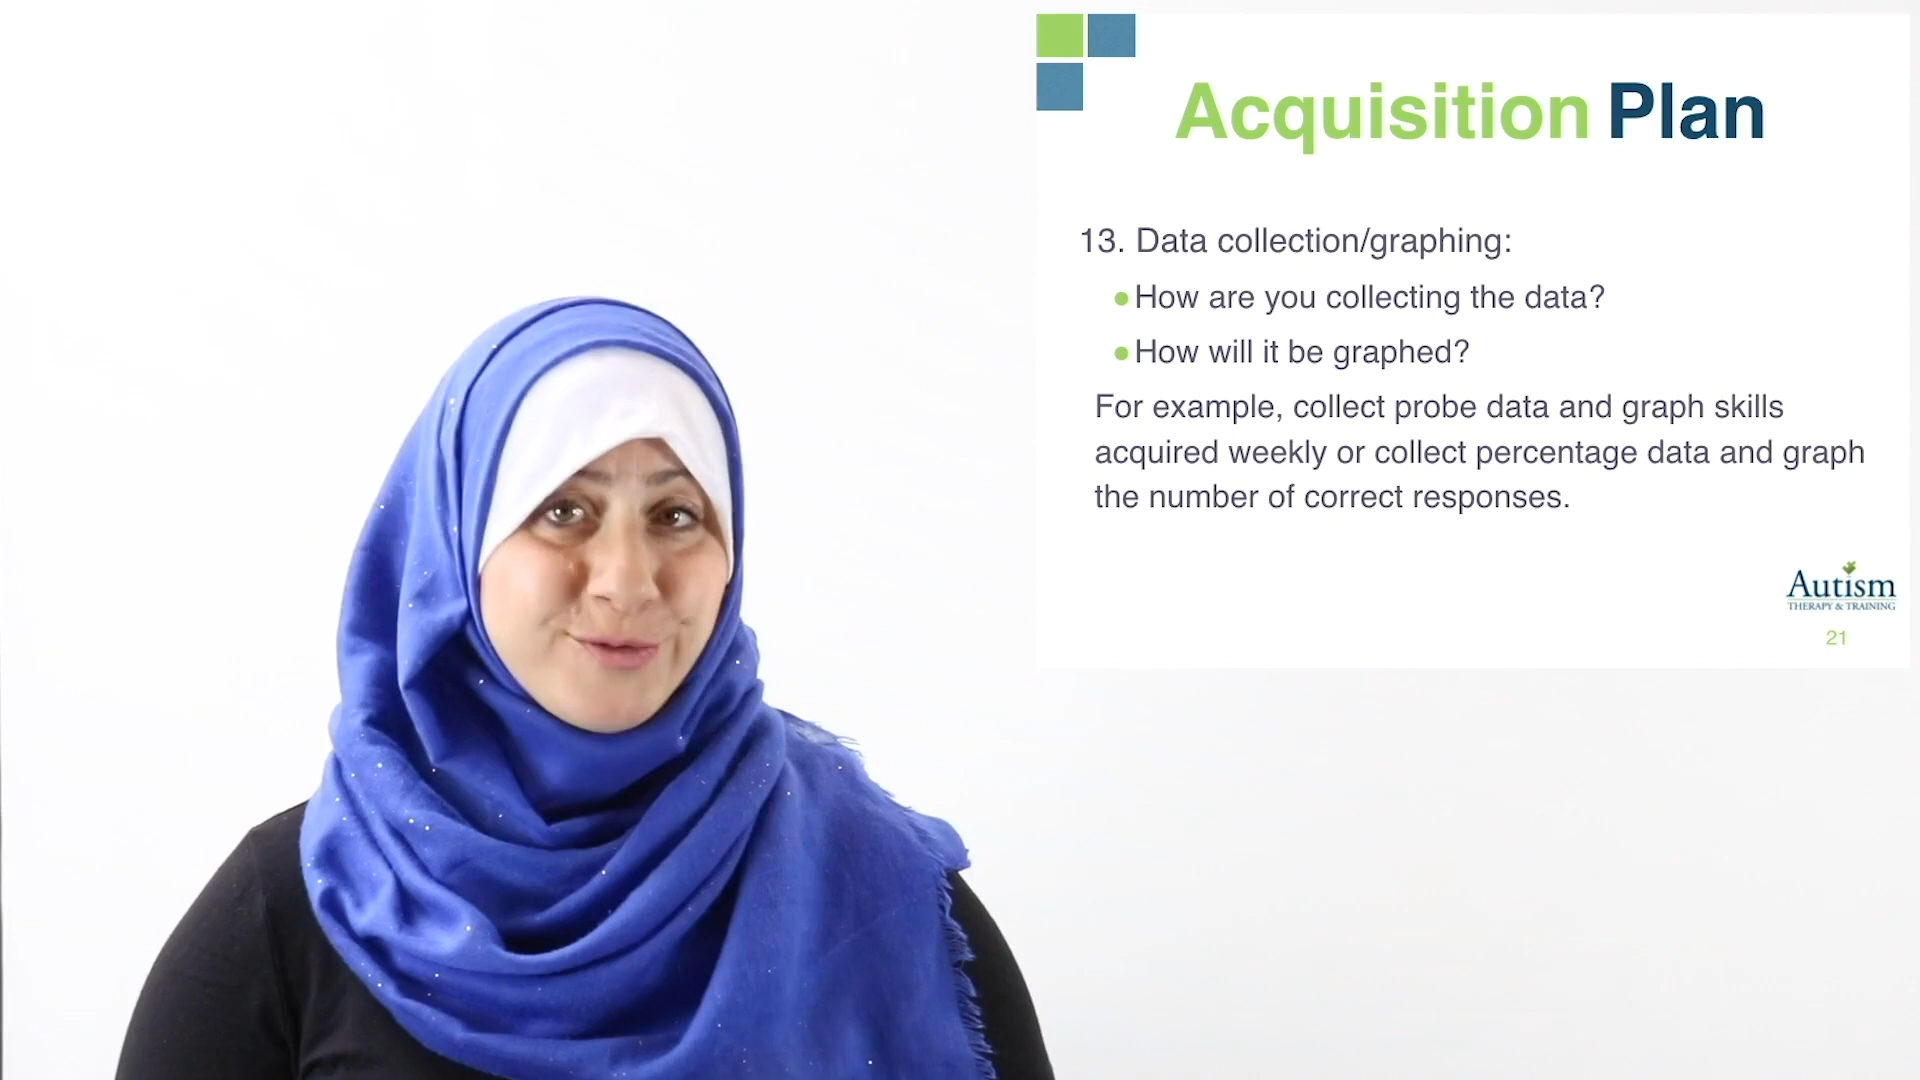 Acquisition Plan
13. Data collection/graphing:
●How are you collecting the data?
●How will it be graphed?
For example, collect probe data and graph skills
acquired weekly or collect percentage data and graph
the number of correct responses.
Autism
THERAPY & TRAINING
21